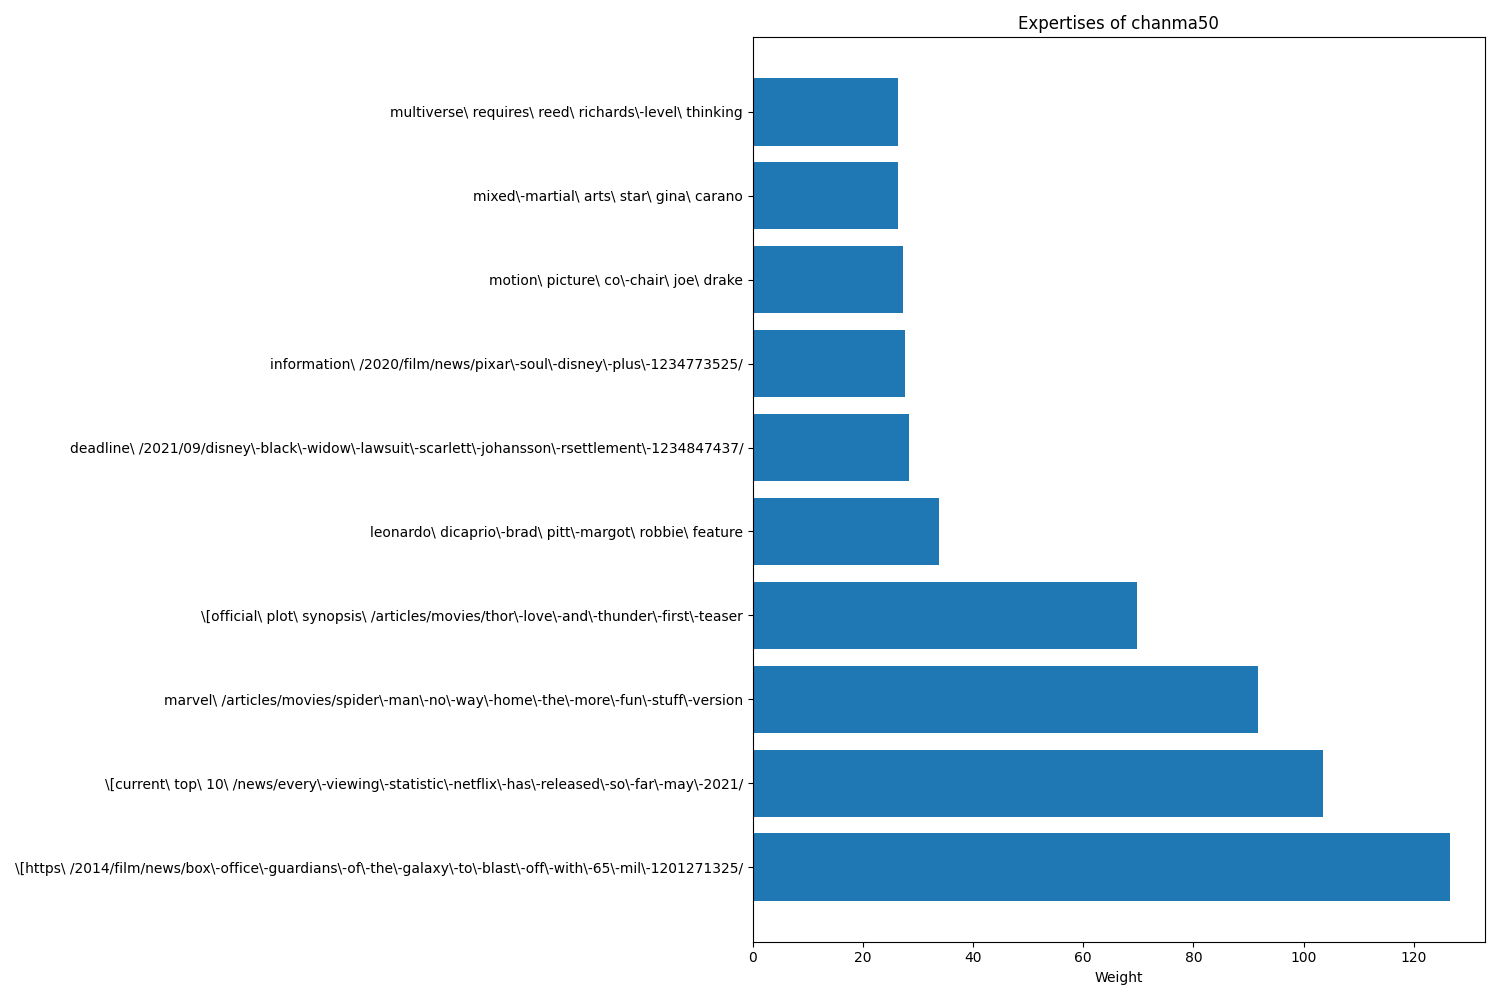 Expertises of chanma50
multiverse\ requires\ reed\ richards\-level\ thinking
mixed\-martial\ arts\ star\ gina\ carano
motion\ picture\ co\-chair\ joe\ drake
information\ /2020/film/news/pixar\-soul\-disney\-plus\-1234773525/
deadline\ /2021/09/disney\-black\-widow\-lawsuit\-scarlett\-johansson\-rsettlement\-1234847437/
leonardo\ dicaprio\-brad\ pitt\-margot\ robbie\ feature
\[official\ plot\ synopsis\ /articles/movies/thor\-love\-and\-thunder\-first\-teaser
marvel\ /articles/movies/spider\-man\-no\-way\-home\-the\-more\-fun\-stuff\-version
\[current\ top\ 10\ /news/every\-viewing\-statistic\-netflix\-has\-released\-so\-far\-may\-2021/
\[https\ /2014/film/news/box\-office\-guardians\-of\-the\-galaxy\-to\-blast\-off\-with\-65\-mil\-1201271325/
0 20 40 60 80 100 120
Weight